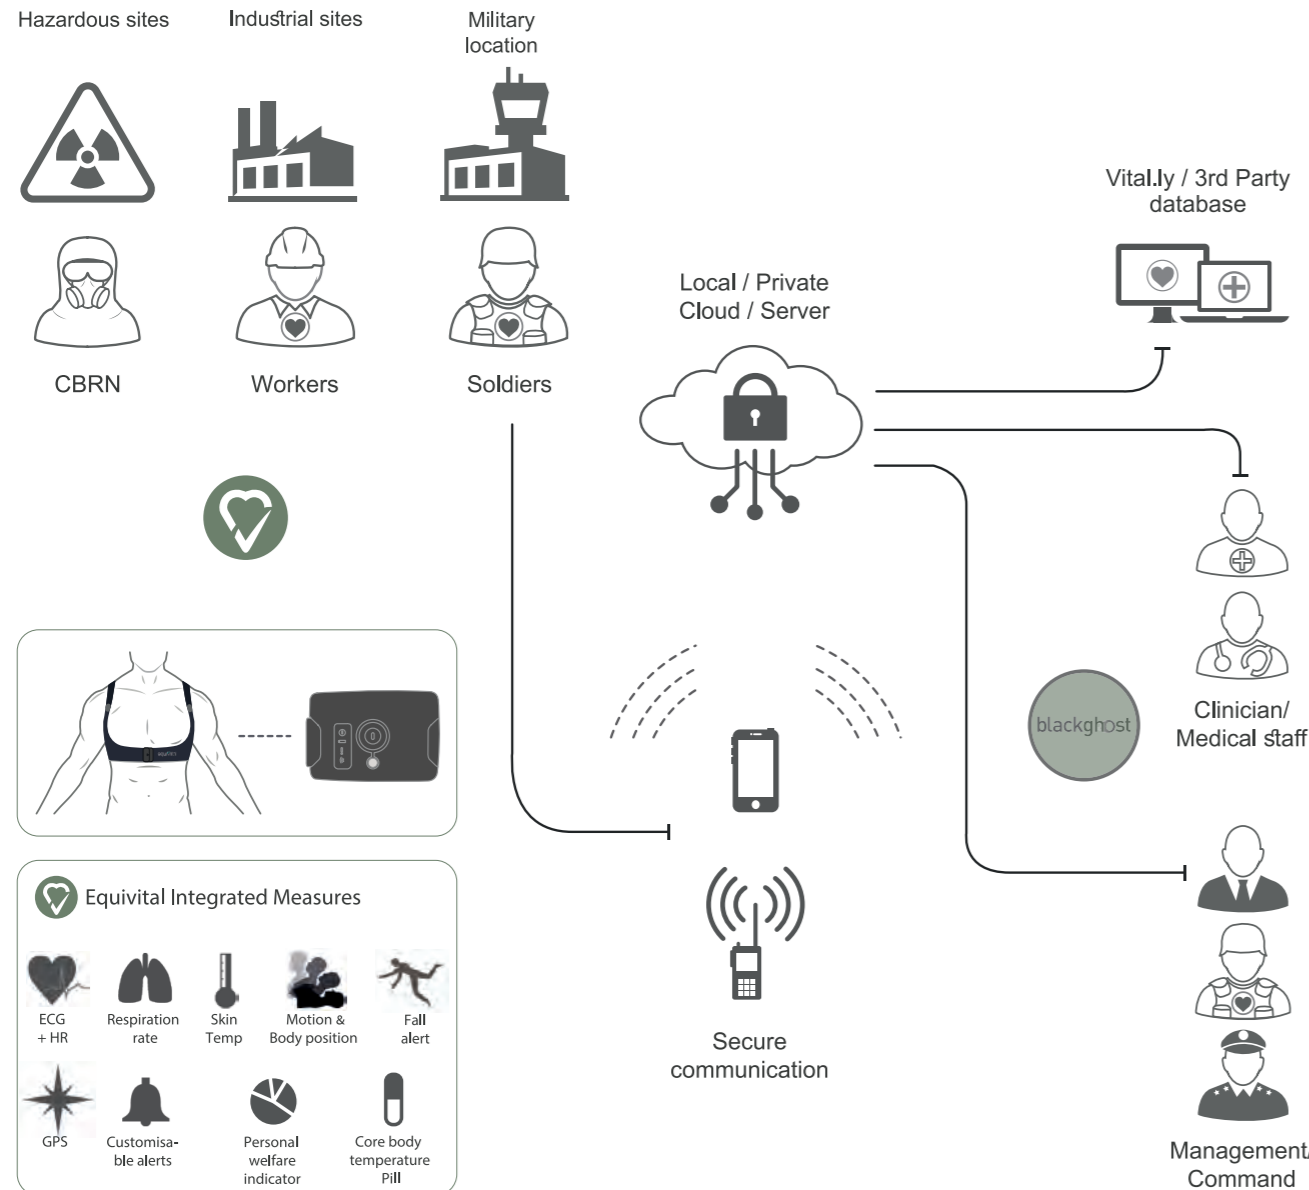 Hazardous sites
Industrial sites
Military
location
CBRN
Workers
Soldiers
Local / Private
Cloud / Server
Vital.ly / 3rd Party
database
Clinician/
Medical staff
blackghost
Equivital Integrated Measures
ECG
+ HR
Respiration
rate
Skin
Temp
Motion &
Body position
Fall
alert
GPS
Customisa-
ble alerts
Personal
welfare
indicator
Core body
temperature
Pill
Secure
communication
Management/
Command